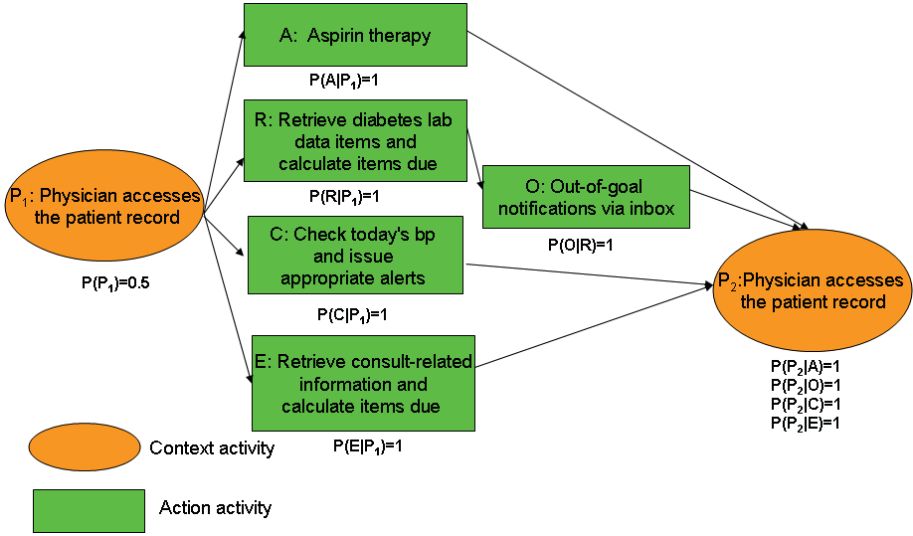 A: Aspirin therapy
P(A|P₁)=1
R: Retrieve diabetes lab
data items and
calculate items due
P(R|P₁)=1
P₁: Physician accesses
the patient record
P(P₁)=0.5
O: Out-of-goal
notifications via inbox
P(O|R)=1
C: Check today's bp
and issue
appropriate alerts
P(C|P₁)=1
P₂:Physician accesses
the patient record
P(P₂|A)=1
P(P₂|O)=1
P(P₂|C)=1
P(P₂|E)=1
E: Retrieve consult-related
information and
calculate items due
P(E|P₁)=1
Context activity
Action activity